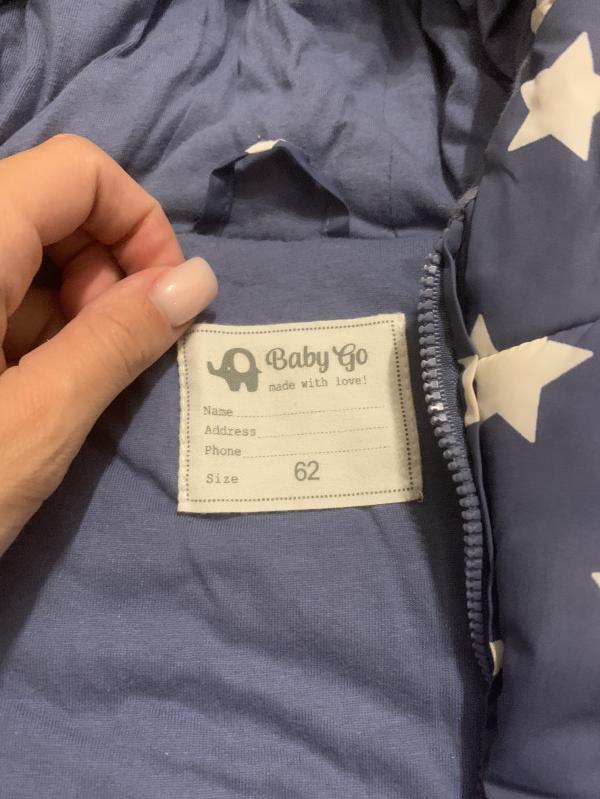 Baby Go
made with love!
Name
Address
Phone
Size 62